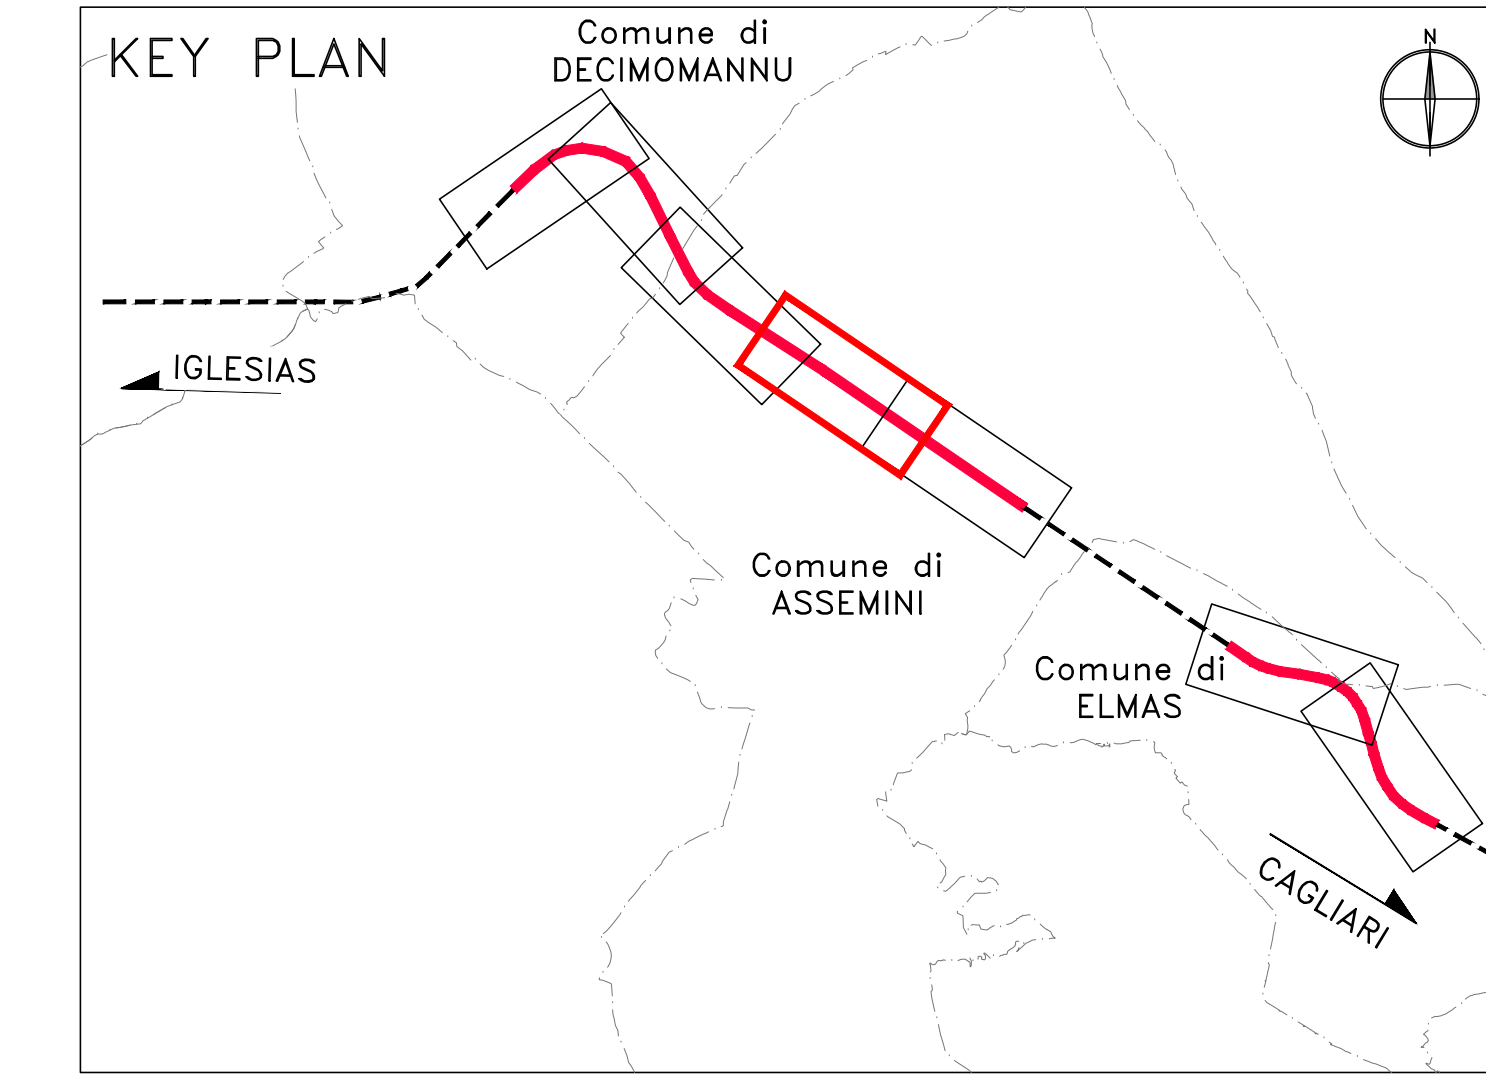 KEY PLAN
Comune di
DECIMOMANNU
N
IGLESIAS
Comune di
ASSEMINI
Comune di
ELMAS
CAGLIARI